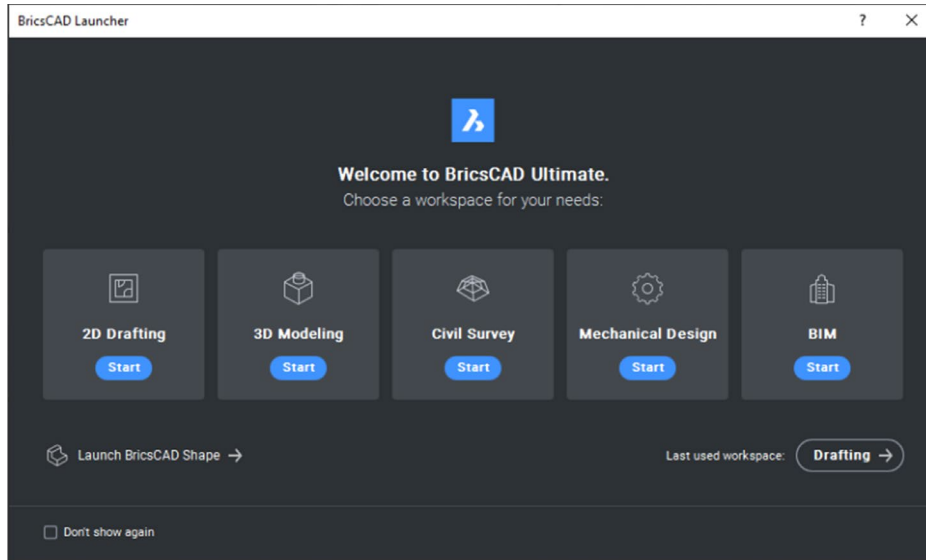 BricsCAD Launcher
?
Welcome to BricsCAD Ultimate.
Choose a workspace for your needs:
2D Drafting
3D Modeling
Civil Survey
Mechanical Design
BIM
Start
Start
Start
Start
Start
Launch BricsCAD Shape →
Last used workspace:
Drafting →
Don't show again